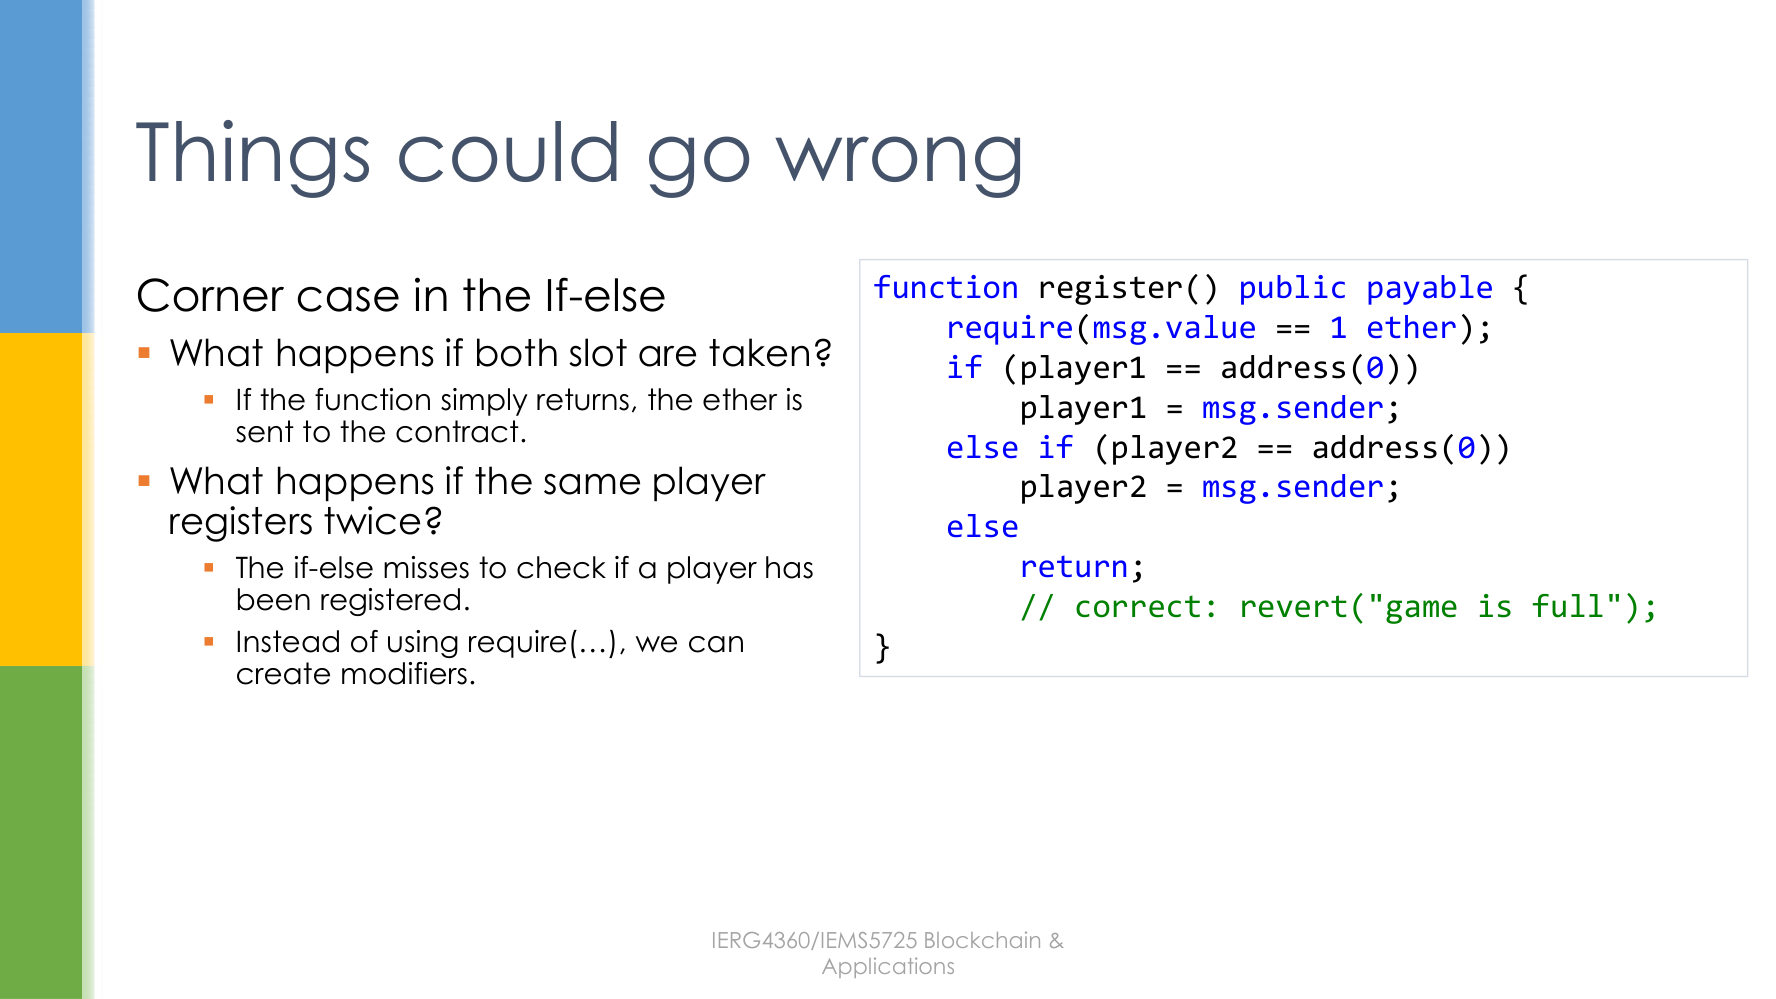 Things could go wrong
Corner case in the If-else
▪ What happens if both slot are taken?
▪ If the function simply returns, the ether is
sent to the contract.
▪ What happens if the same player
registers twice?
▪ The if-else misses to check if a player has
been registered.
▪ Instead of using require(...), we can
create modifiers.
function register() public payable {
    require(msg.value == 1 ether);
    if (player1 == address(0))
        player1 = msg.sender;
    else if (player2 == address(0))
        player2 = msg.sender;
    else
        return;
        // correct: revert("game is full");
}
IERG4360/IEMS5725 Blockchain &
Applications